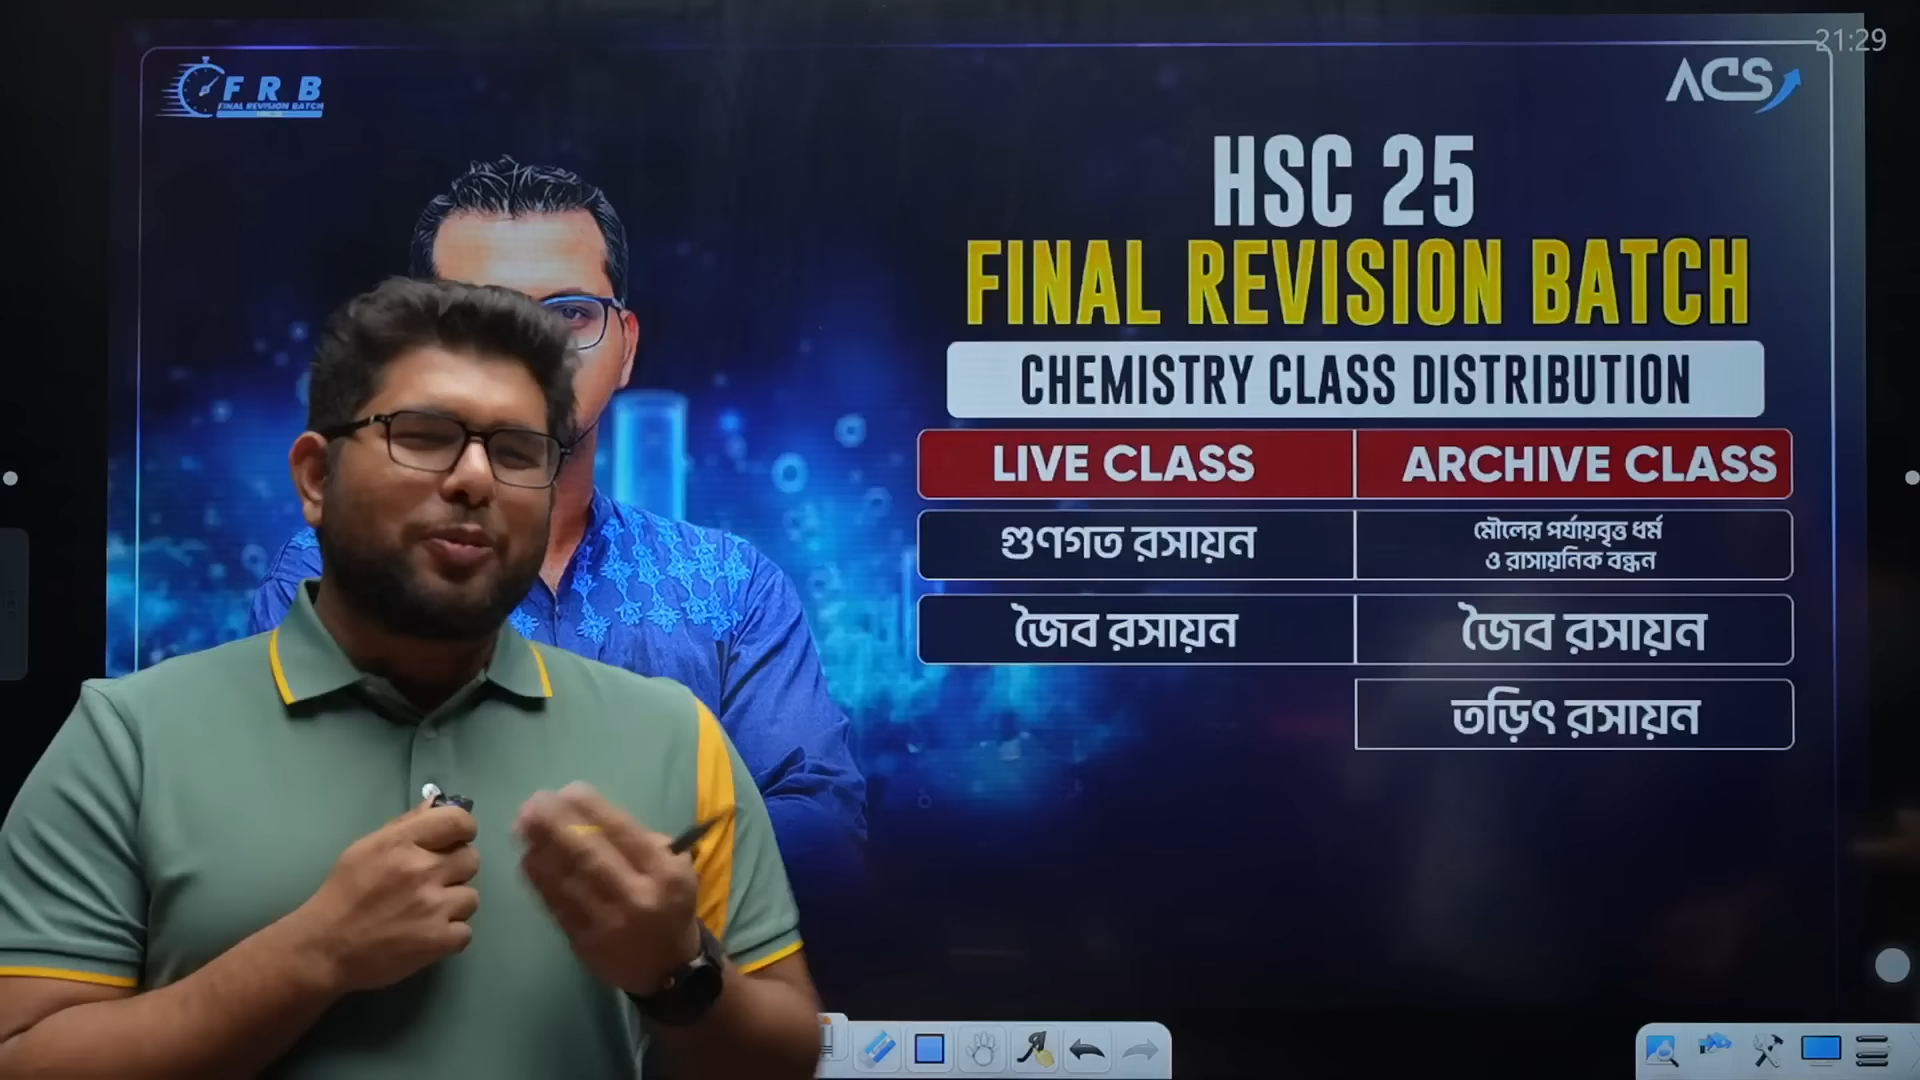 21:29
FRB
FINAL REVISION BATCH
ACS
HSC 25
FINAL REVISION BATCH
CHEMISTRY CLASS DISTRIBUTION
LIVE CLASS
ARCHIVE CLASS
গুণগত রসায়ন
মৌলের পর্যায়বৃত্ত ধর্ম
ও রাসায়নিক বন্ধন
জৈব রসায়ন
জৈব রসায়ন
তড়িৎ রসায়ন